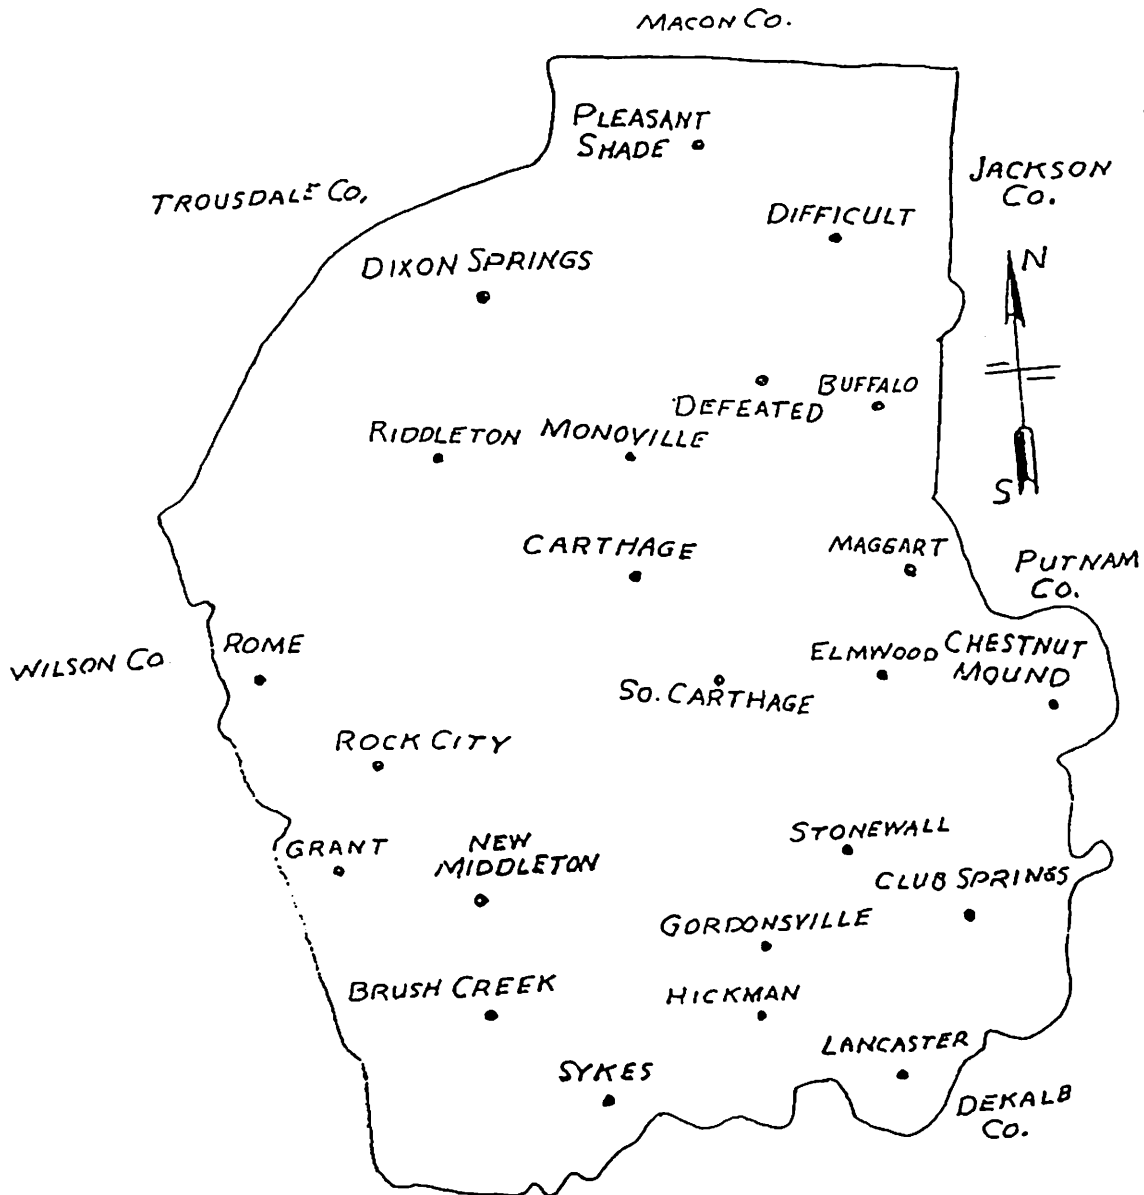 MACON CO.
PLEASANT
SHADE
JACKSON
CO.
TROUSDALE CO.
DIFFICULT
DIXON SPRINGS
N
BUFFALO
DEFEATED
RIDDLETON
MONOVILLE
S
CARTHAGE
MAGGART
PUTNAM
CO.
ROME
WILSON CO
ELMWOOD
CHESTNUT
MOUND
SO. CARTHAGE
ROCK CITY
STONEWALL
GRANT
NEW
MIDDLETON
CLUB SPRINGS
GORDONSVILLE
BRUSH CREEK
HICKMAN
LANCASTER
SYKES
DEKALB
CO.